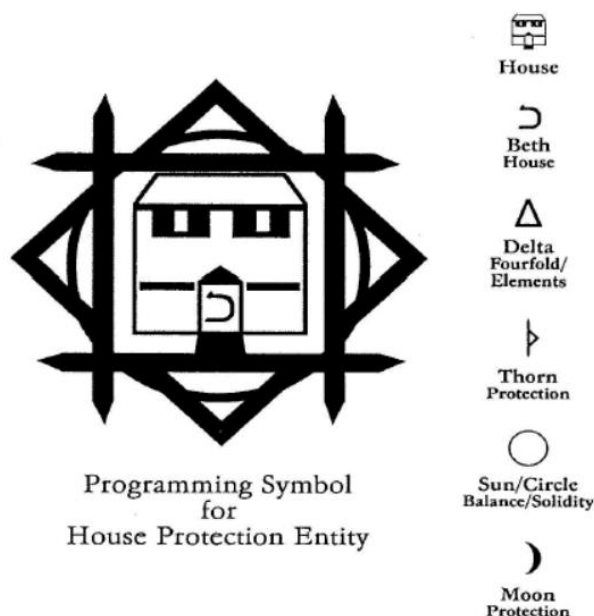 Programming Symbol
for
House Protection Entity
House
Beth
House
Delta
Fourfold/
Elements
Thorn
Protection
Sun/Circle
Balance/Solidity
Moon
Protection